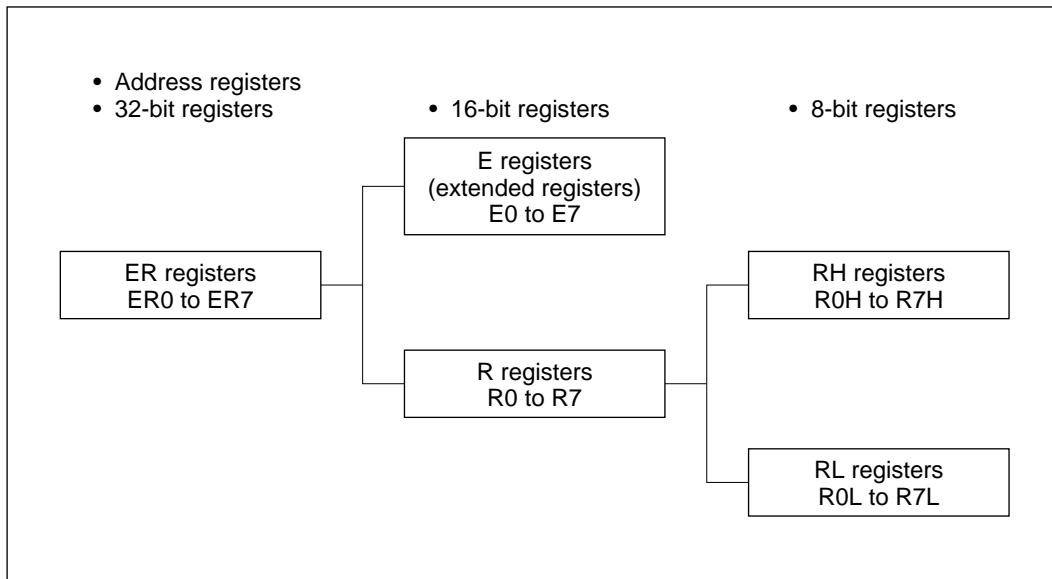 • Address registers
• 32-bit registers
• 16-bit registers
• 8-bit registers
E registers
(extended registers)
E0 to E7
ER registers
ER0 to ER7
RH registers
R0H to R7H
R registers
R0 to R7
RL registers
R0L to R7L